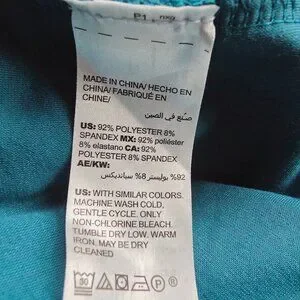 P1
MADE IN CHINA/ HECHO EN
CHINA/ FABRIQUÉ EN
CHINE/
صنع في الصين
US: 92% POLYESTER 8%
SPANDEX MX: 92% poliéster
8% elastano CA: 92%
POLYESTER 8% SPANDEX
AE/KW:
92% بوليستر 8% سبانديكس
US: WITH SIMILAR COLORS.
MACHINE WASH COLD,
GENTLE CYCLE. ONLY
NON-CHLORINE BLEACH.
TUMBLE DRY LOW. WARM
IRON. MAY BE DRY
CLEANED
30
P